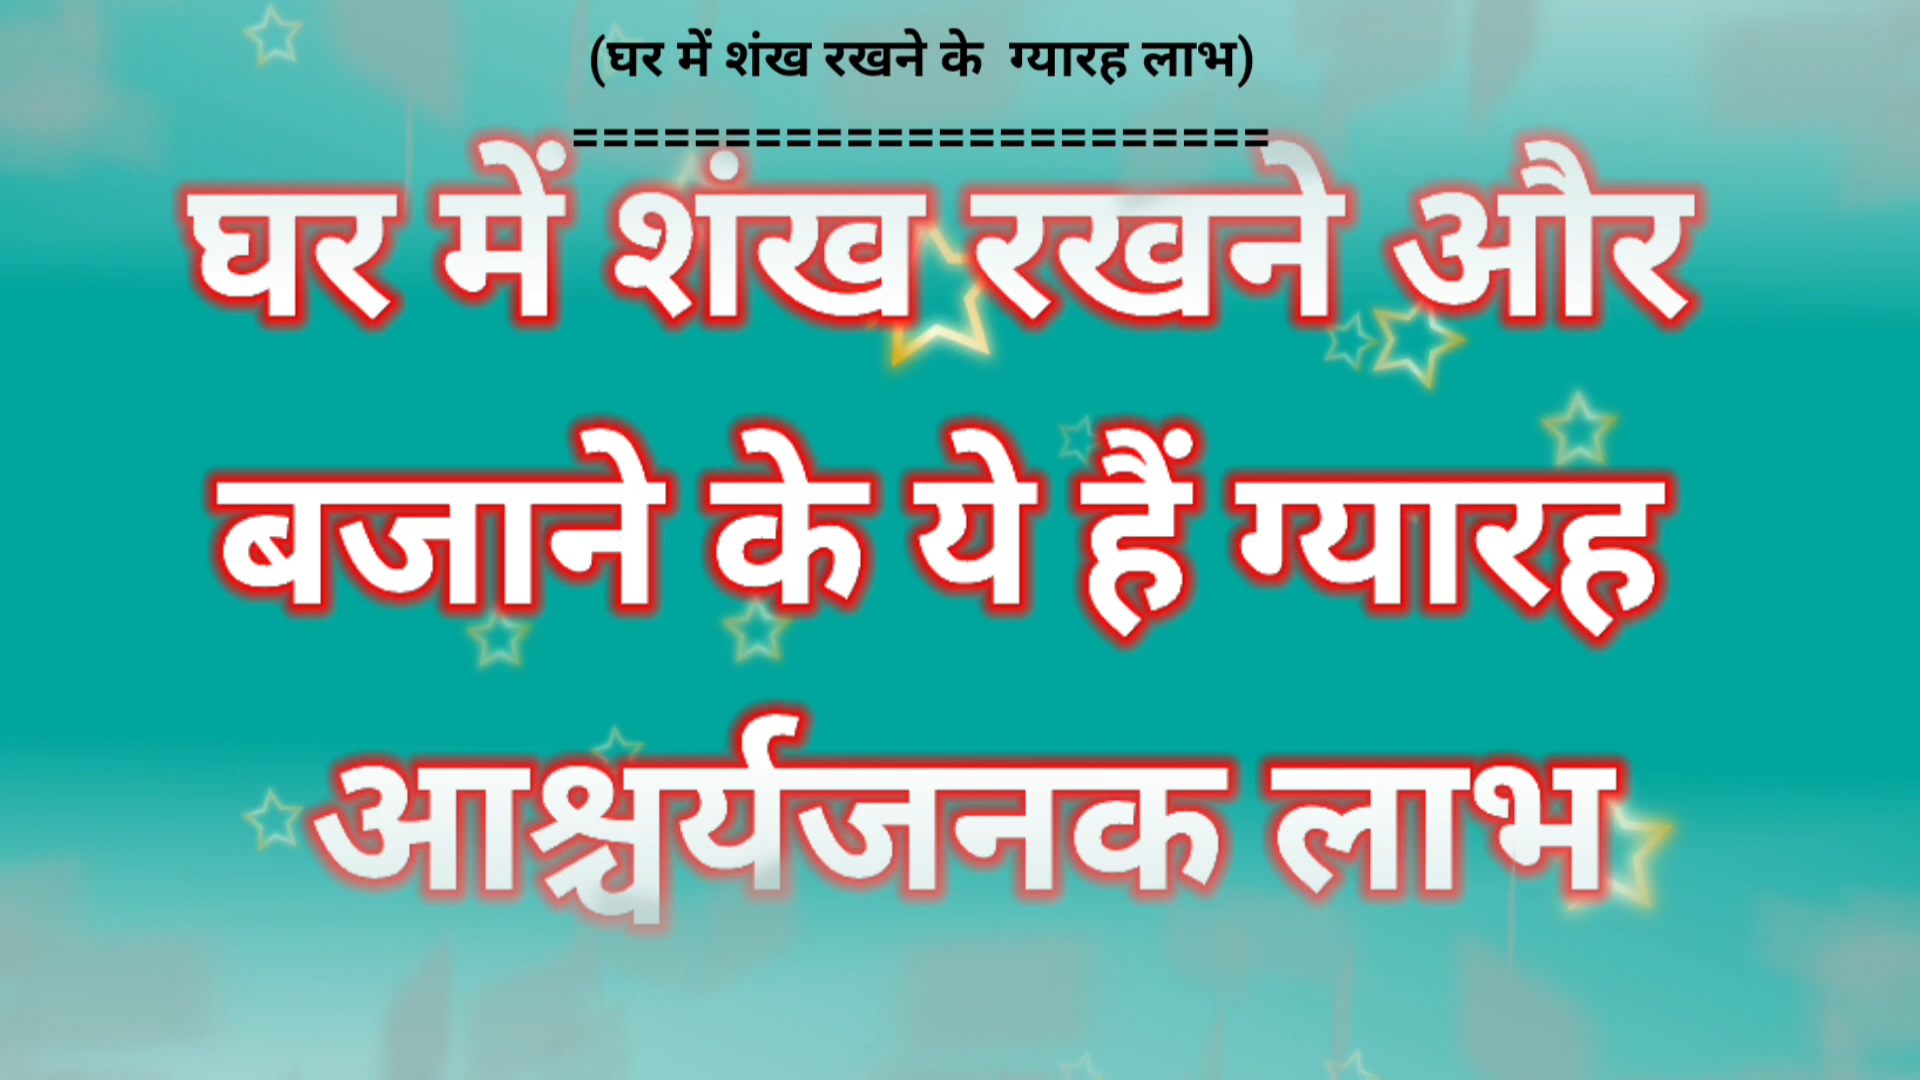 (घर में शंख रखने के ग्यारह लाभ)
=======================
घर में शंख रखने और
बजाने के ये हैं ग्यारह
आश्चर्यजनक लाभ